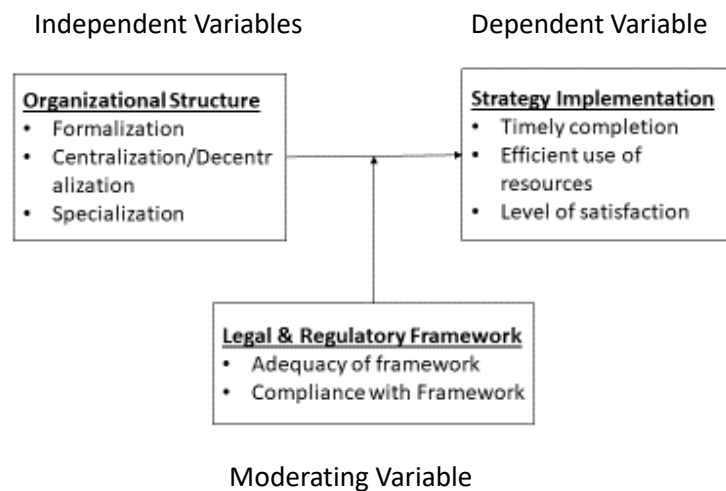 Independent Variables
Dependent Variable
Organizational Structure
• Formalization
• Centralization/Decentr
alization
• Specialization
Strategy Implementation
• Timely completion
• Efficient use of
resources
• Level of satisfaction
Legal & Regulatory Framework
• Adequacy of framework
• Compliance with Framework
Moderating Variable